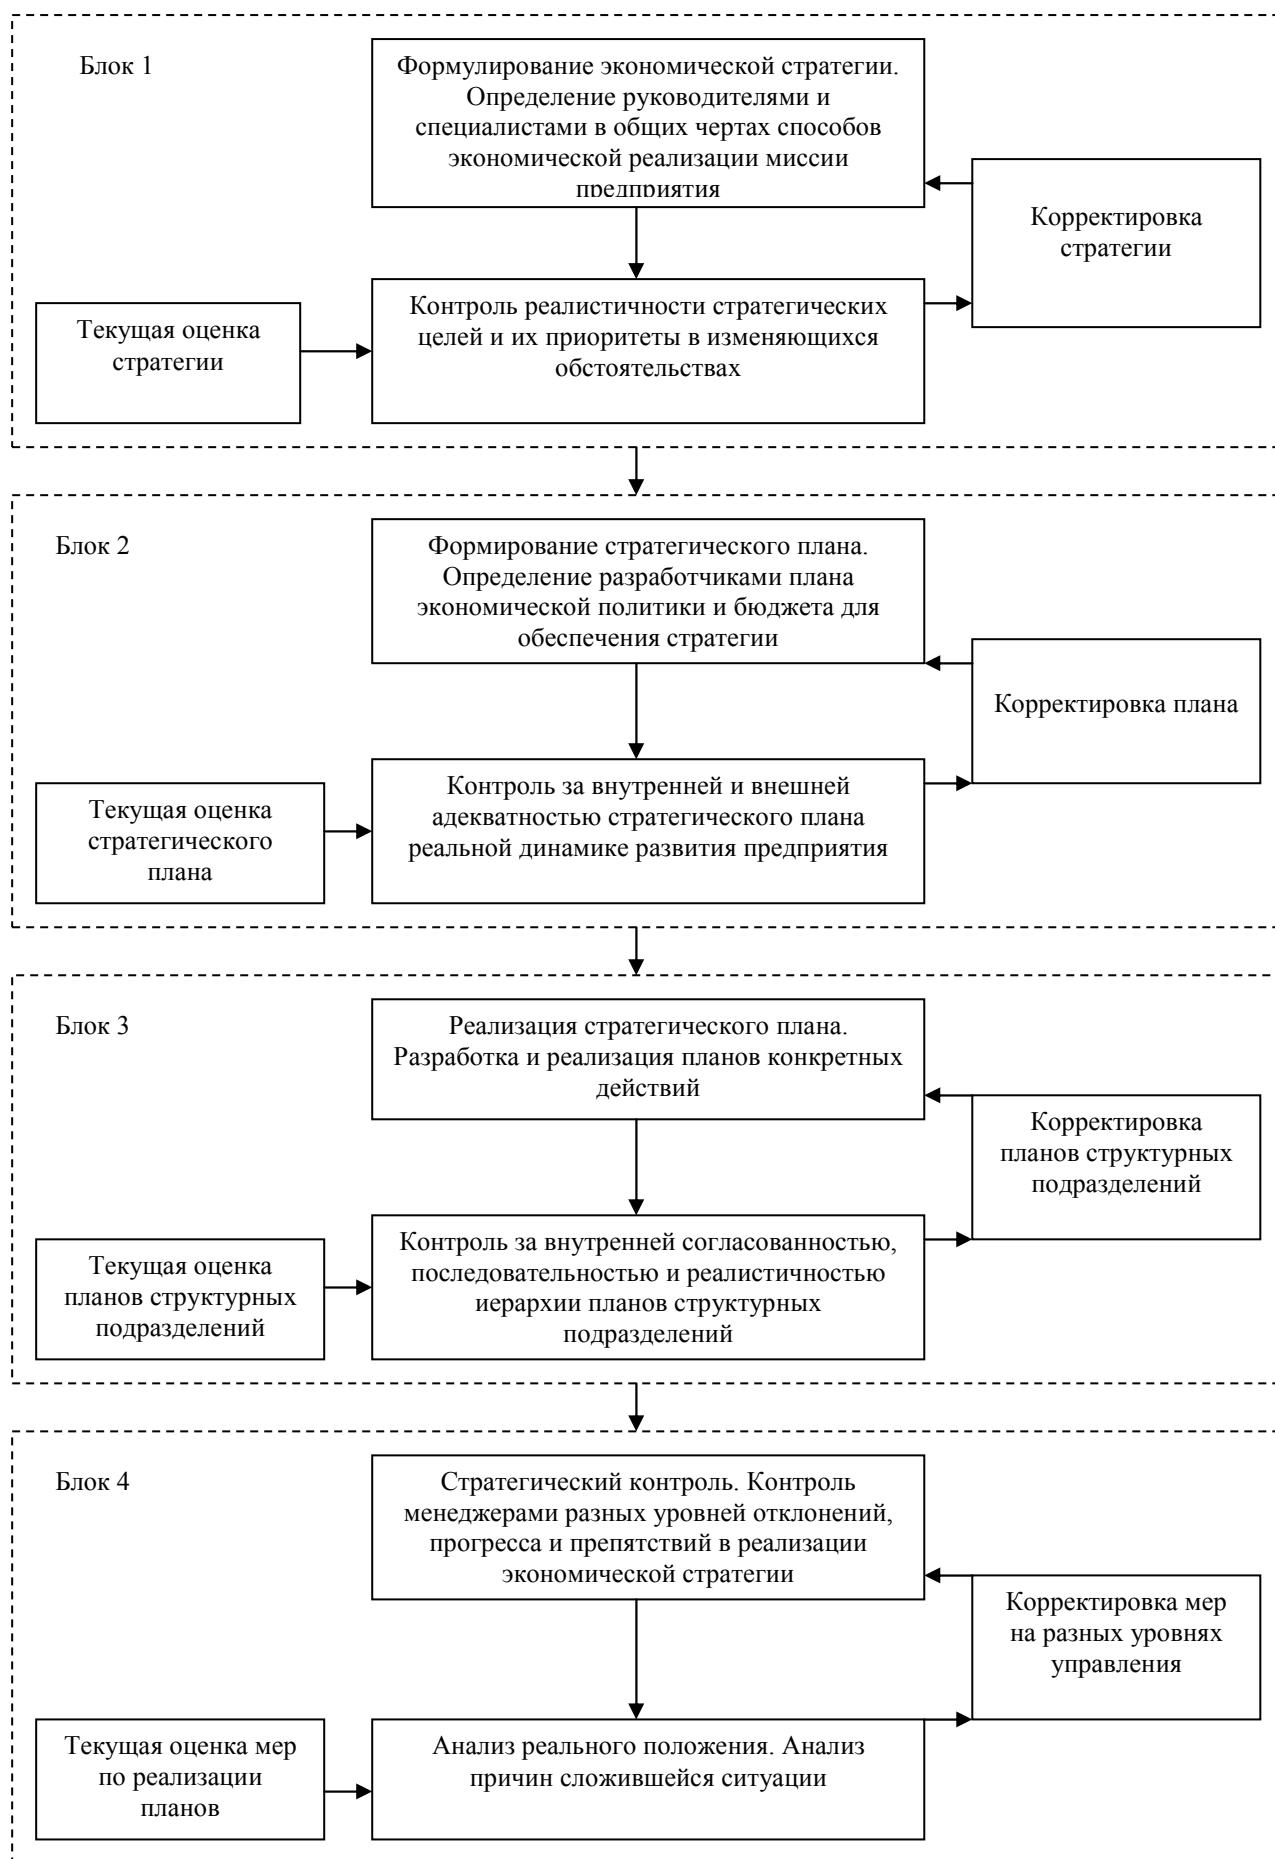 Блок 1
Формулирование экономической стратегии.
Определение руководителями и
специалистами в общих чертах способов
экономической реализации миссии
предприятия
Корректировка
стратегии
Текущая оценка
стратегии
Контроль реалистичности стратегических
целей и их приоритеты в изменяющихся
обстоятельствах
Блок 2
Формирование стратегического плана.
Определение разработчиками плана
экономической политики и бюджета для
обеспечения стратегии
Корректировка плана
Текущая оценка
стратегического
плана
Контроль за внутренней и внешней
адекватностью стратегического плана
реальной динамике развития предприятия
Блок 3
Реализация стратегического плана.
Разработка и реализация планов конкретных
действий
Корректировка
планов структурных
подразделений
Текущая оценка
планов структурных
подразделений
Контроль за внутренней согласованностью,
последовательностью и реалистичностью
иерархии планов структурных
подразделений
Блок 4
Стратегический контроль. Контроль
менеджерами разных уровней отклонений,
прогресса и препятствий в реализации
экономической стратегии
Корректировка мер
на разных уровнях
управления
Текущая оценка мер
по реализации
планов
Анализ реального положения. Анализ
причин сложившейся ситуации